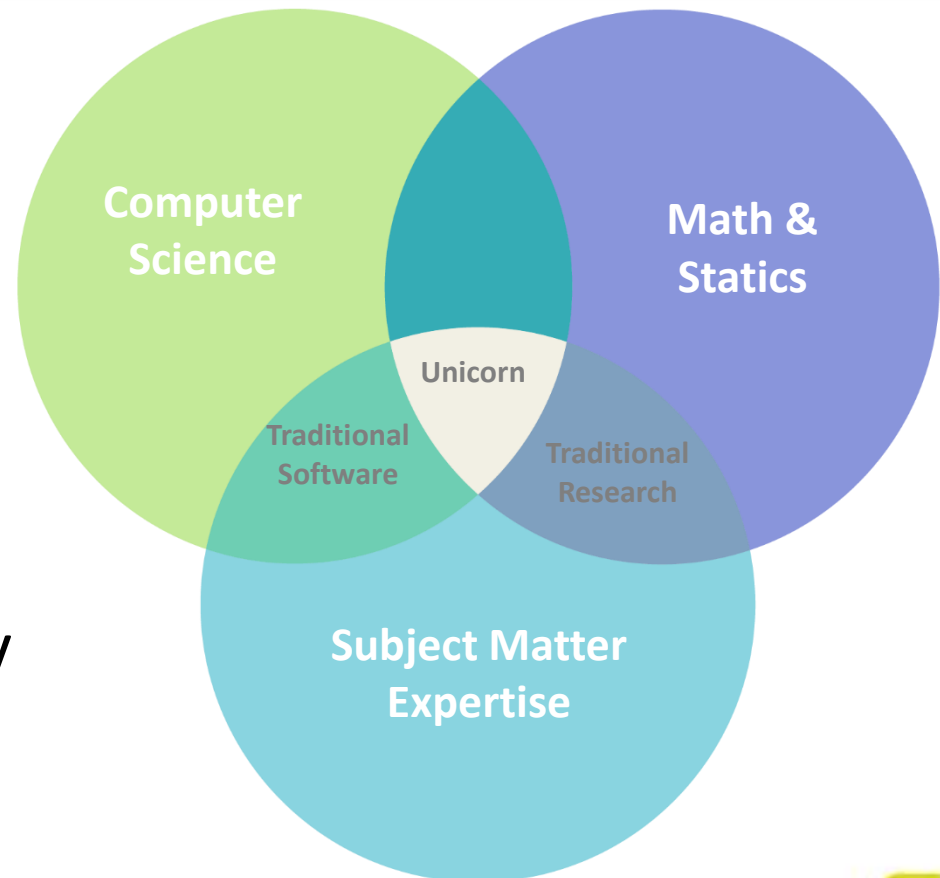 Computer
Science
Math &
Statics
Unicorn
Traditional
Software
Traditional
Research
y
Subject Matter
Expertise